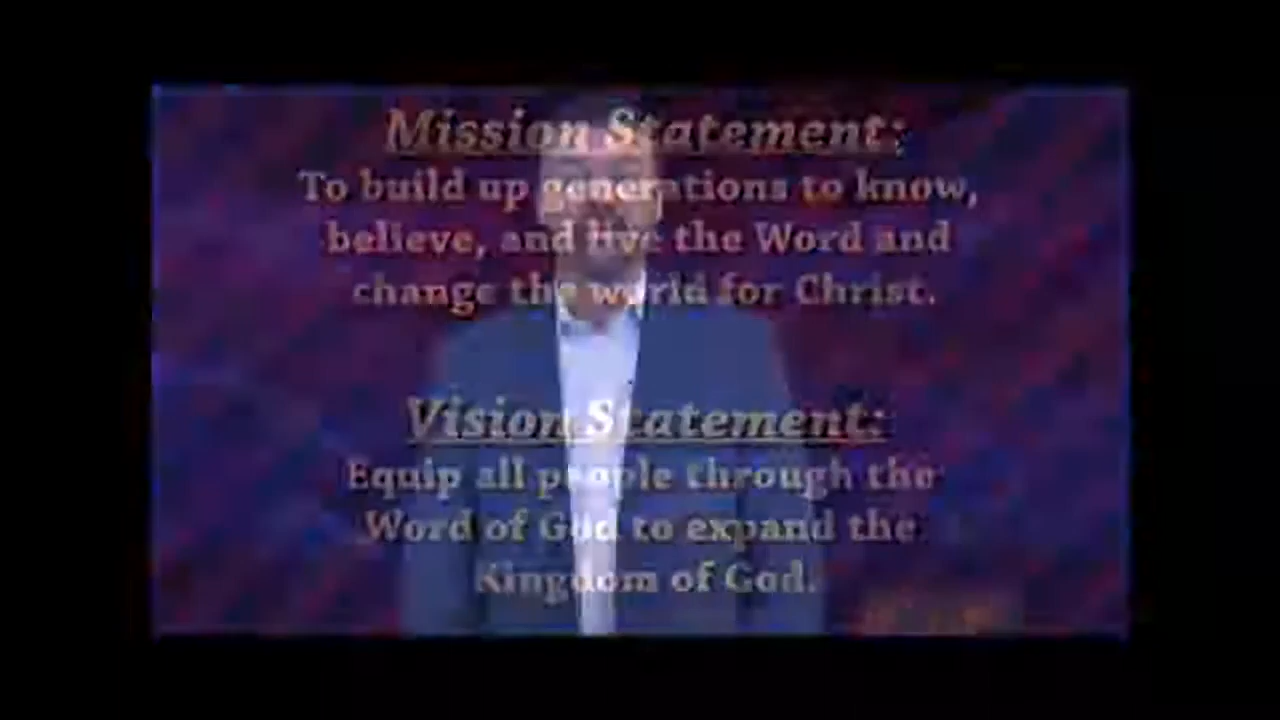 Mission Statement:
To build up generations to know,
believe, and live the Word and
change the world for Christ.
Vision Statement:
Equip all people through the
Word of God to expand the
Kingdom of God.